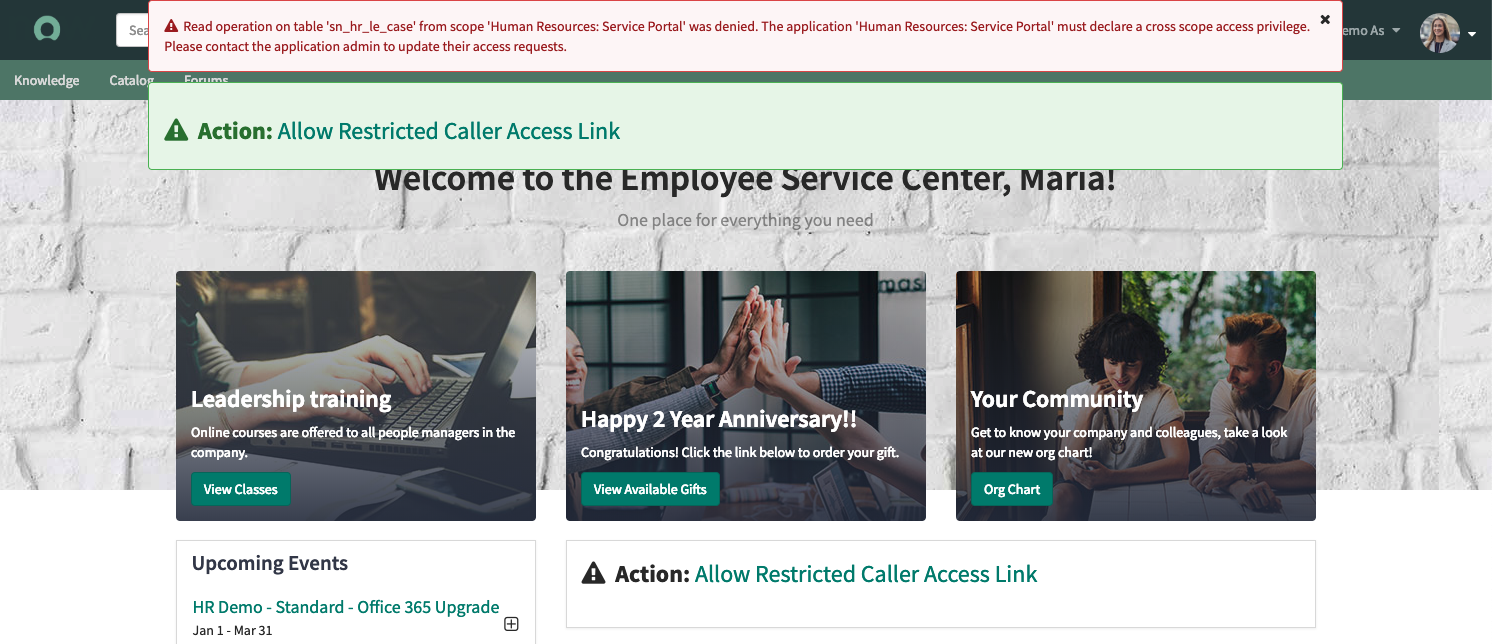 Read operation on table 'sn_hr_le_case' from scope 'Human Resources: Service Portal' was denied. The application 'Human Resources: Service Portal' must declare a cross scope access privilege.
Please contact the application admin to update their access requests.
Sea
emo As
Knowledge
Catalog
Forums
Action: Allow Restricted Caller Access Link
Welcome to the Employee Service Center, Maria!
One place for everything you need
Leadership training
Online courses are offered to all people managers in the
company.
View Classes
Happy 2 Year Anniversary!!
Congratulations! Click the link below to order your gift.
View Available Gifts
Your Community
Get to know your company and colleagues, take a look
at our new org chart!
Org Chart
Upcoming Events
HR Demo - Standard - Office 365 Upgrade
Jan 1 - Mar 31
Action: Allow Restricted Caller Access Link